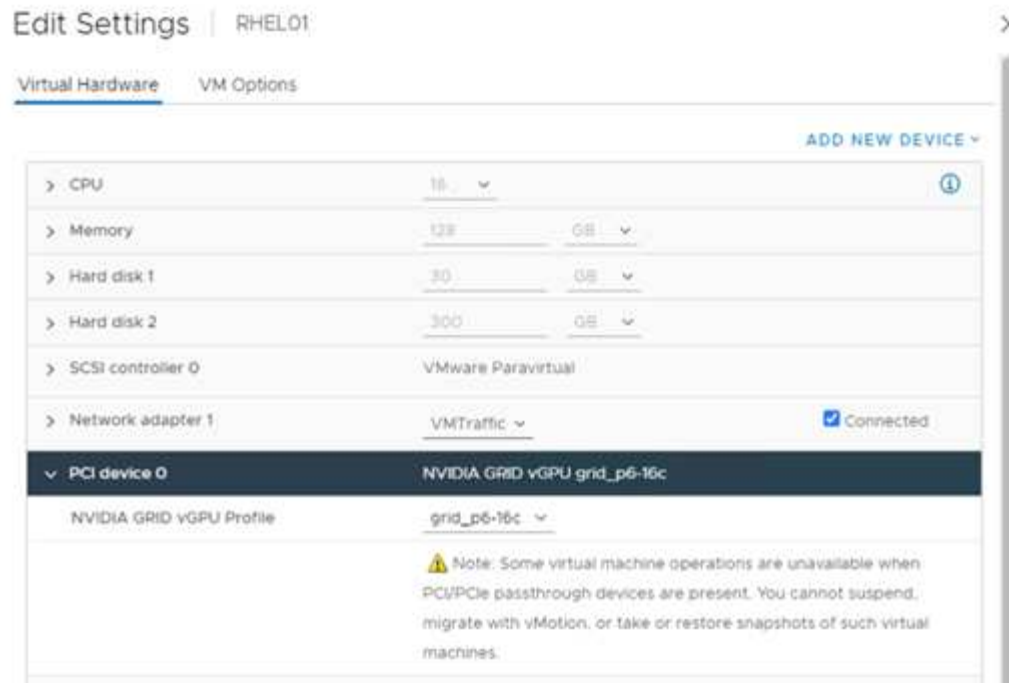 Edit Settings | RHEL01
Virtual Hardware VM Options
ADD NEW DEVICE
CPU 16
Memory 128 GB
Hard disk 1 30 GB
Hard disk 2 300 GB
SCSI controller 0 VMware Paravirtual
Network adapter 1 VMTraffic Connected
PCI device 0 NVIDIA GRID vGPU grid_p6-16c
NVIDIA GRID vGPU Profile grid_p6-16c
Note: Some virtual machine operations are unavailable when
PCI/PCIe passthrough devices are present. You cannot suspend,
migrate with vMotion, or take or restore snapshots of such virtual
machines.